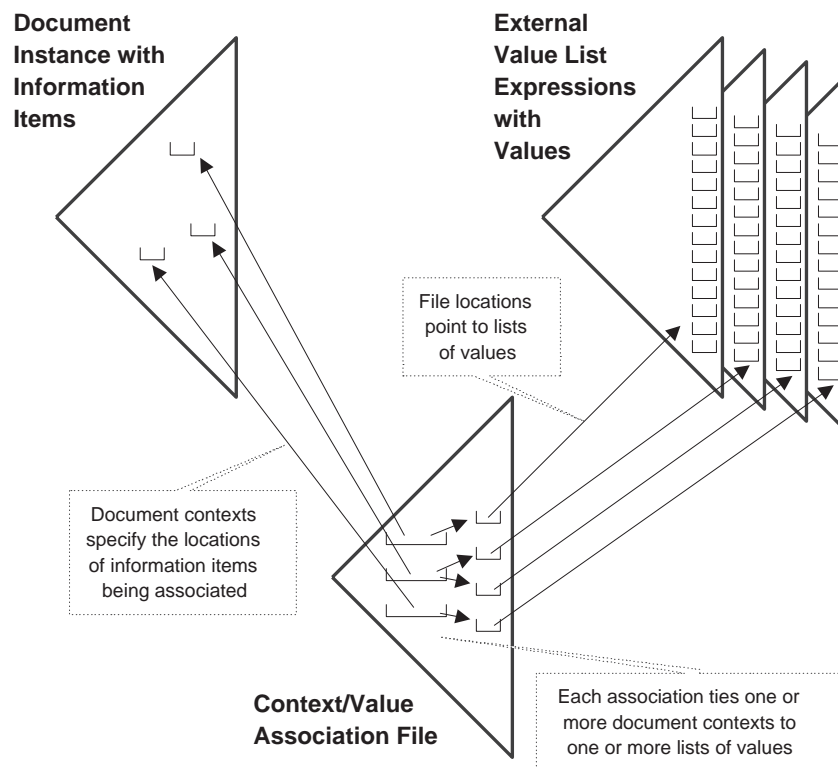 Document
Instance with
Information
Items
External
Value List
Expressions
with
Values
File locations
point to lists
of values
Document contexts
specify the locations
of information items
being associated
Context/Value
Association File
Each association ties one or
more document contexts to
one or more lists of values